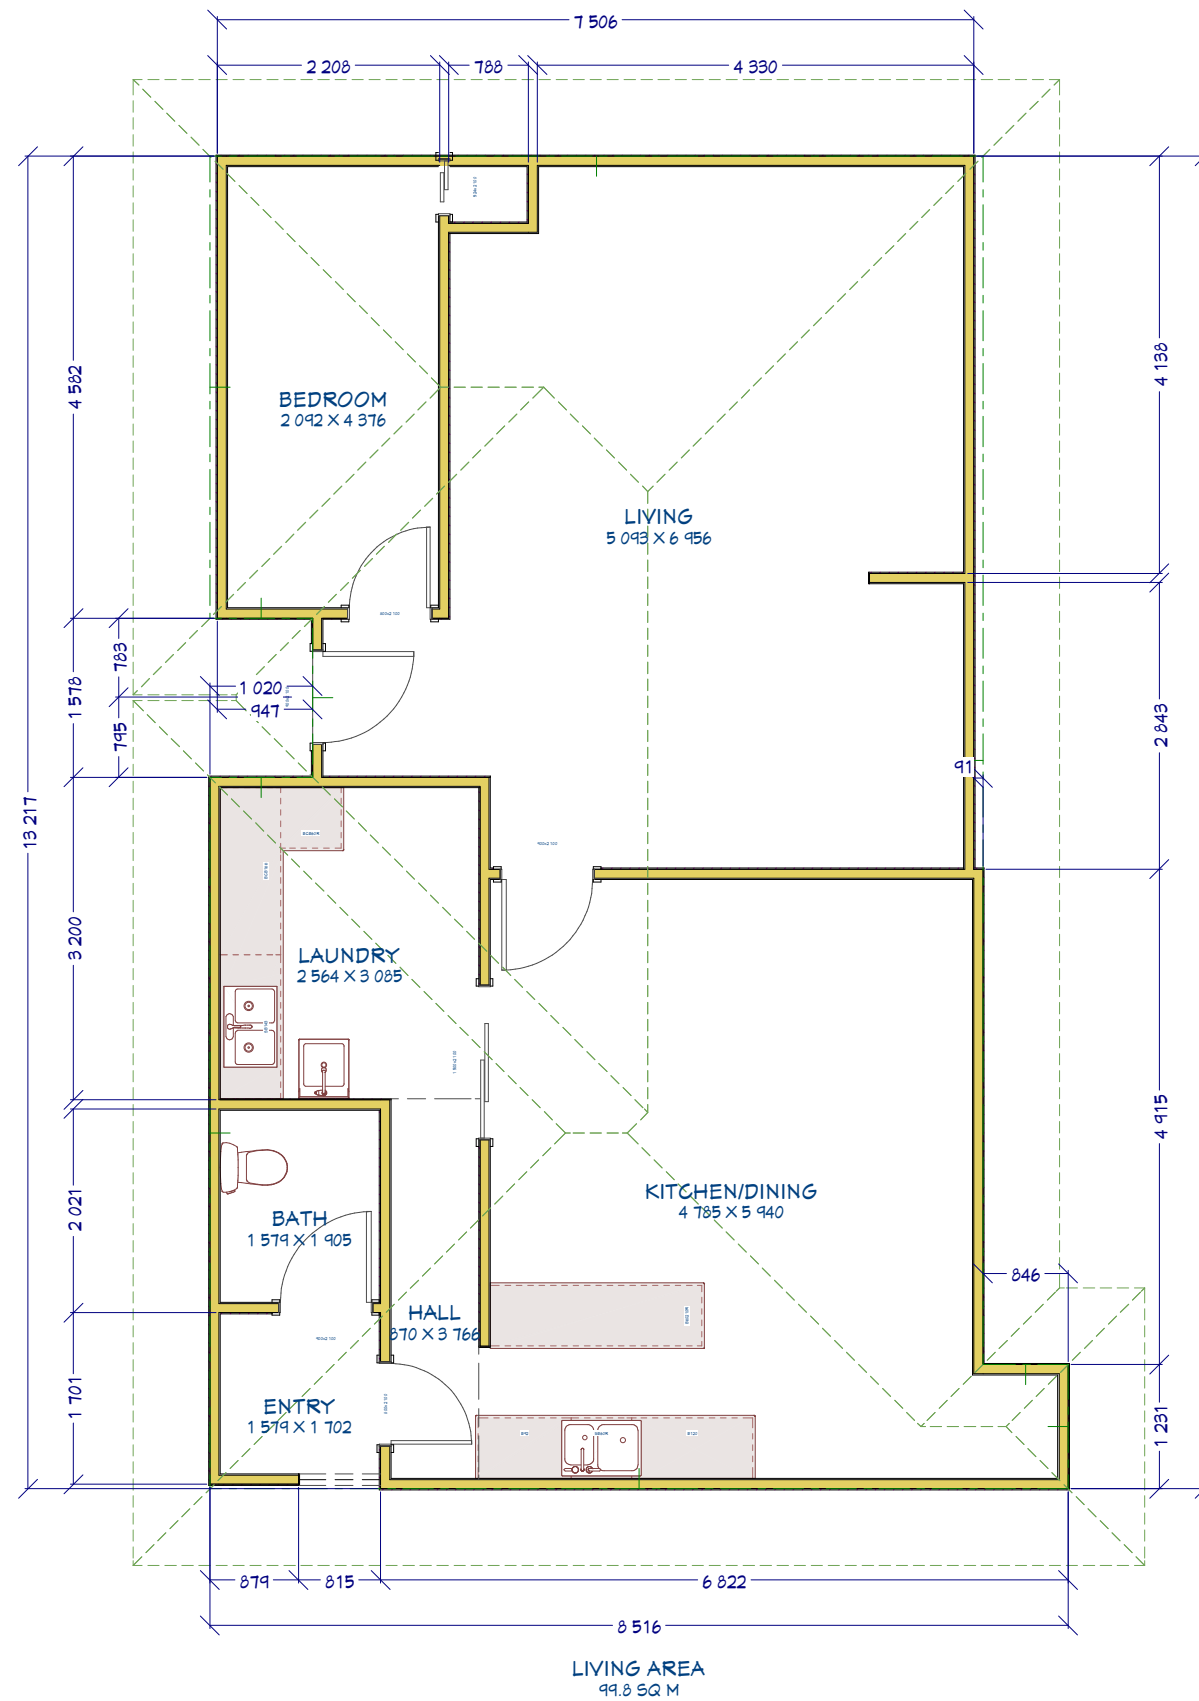 7 506
2 208
788
4 330
4 582
4 138
BEDROOM
2 092 X 4 376
LIVING
5 093 X 6 956
783
1 578
1 020
947
795
2 843
91
13 217
3 200
LAUNDRY
2 564 X 3 085
4 915
2 021
KITCHEN/DINING
4 785 X 5 940
BATH
1 579 X 1 905
846
HALL
870 X 3 766
1 701
ENTRY
1 579 X 1 702
1 231
879
815
6 822
8 516
LIVING AREA
99.8 SQ M